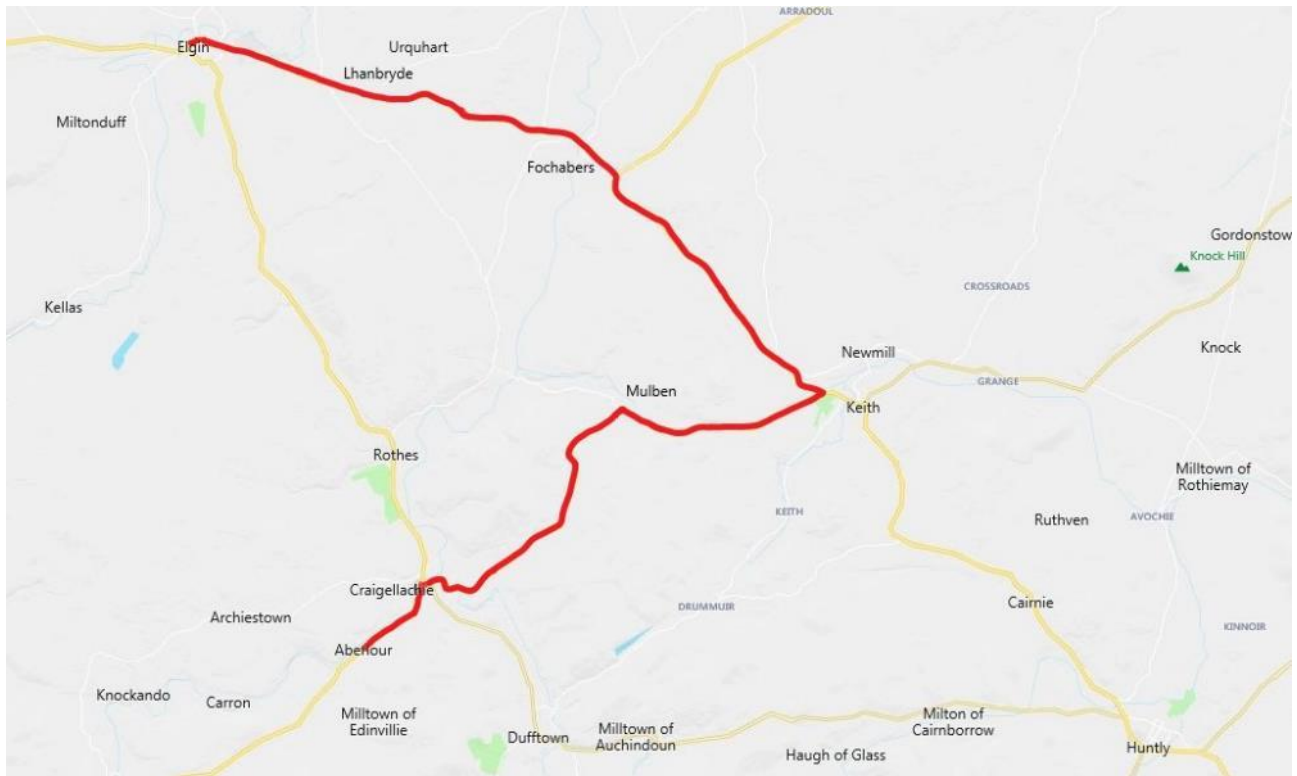 ARRADOUL
Elgin
Urquhart
Lhanbryde
Miltonduff
Fochabers
Gordonstow
Knock Hill
Kellas
CROSSROADS
Newmill
Knock
GRANGE
Mulben
Keith
Rothes
Milltown of
Rothiemay
KEITH
Ruthven
AVOCHIE
Craigellachie
Cairnie
DRUMMUIR
Archiestown
KINNOIR
Aberlour
Knockando
Carron
Milltown of
Edinvillie
Milton of
Cairnborrow
Milltown of
Auchindoun
Dufftown
Huntly
Haugh of Glass